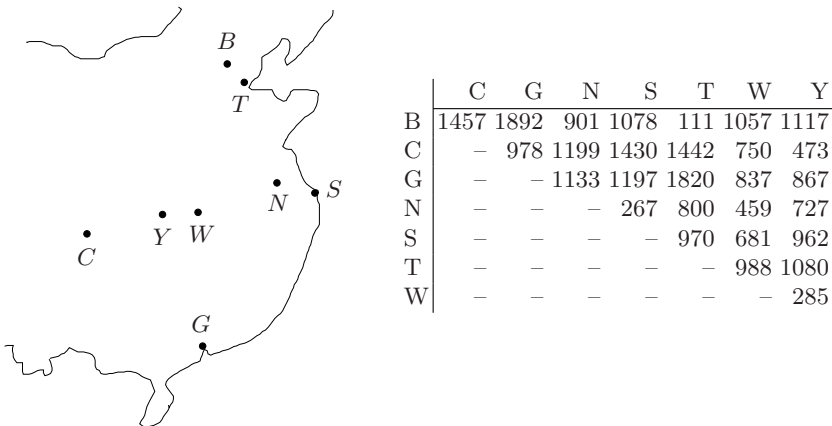 B
T
N
S
Y
W
C
G
C G N S T W Y
B 1457 1892 901 1078 111 1057 1117
C – 978 1199 1430 1442 750 473
G – – 1133 1197 1820 837 867
N – – – 267 800 459 727
S – – – – 970 681 962
T – – – – – 988 1080
W – – – – – – 285